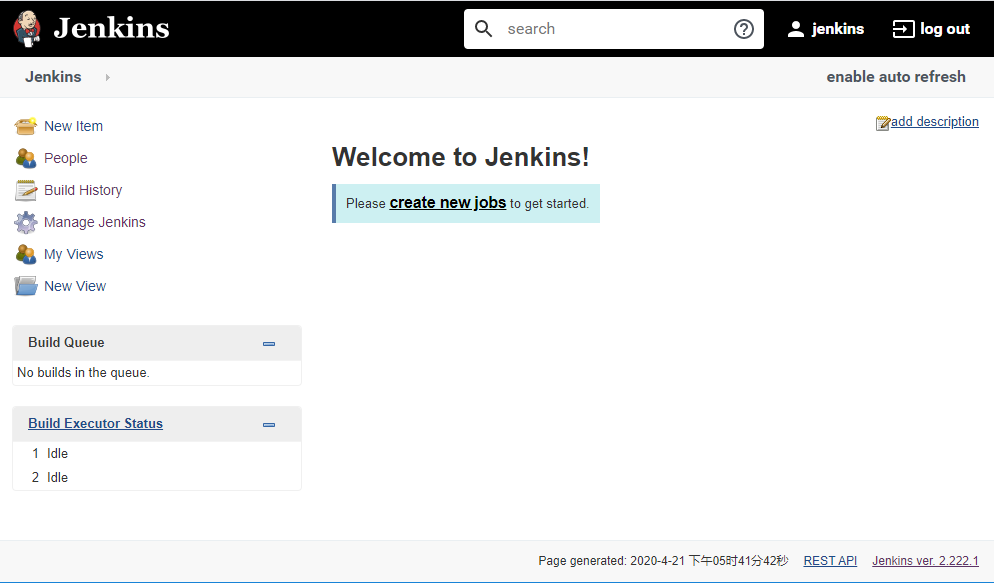 Jenkins
search
jenkins
log out
Jenkins
enable auto refresh
New Item
People
Build History
Manage Jenkins
My Views
New View
add description
Welcome to Jenkins!
Please create new jobs to get started.
Build Queue
No builds in the queue.
Build Executor Status
1 Idle
2 Idle
Page generated: 2020-4-21 下午05时41分42秒 REST API Jenkins ver. 2.222.1